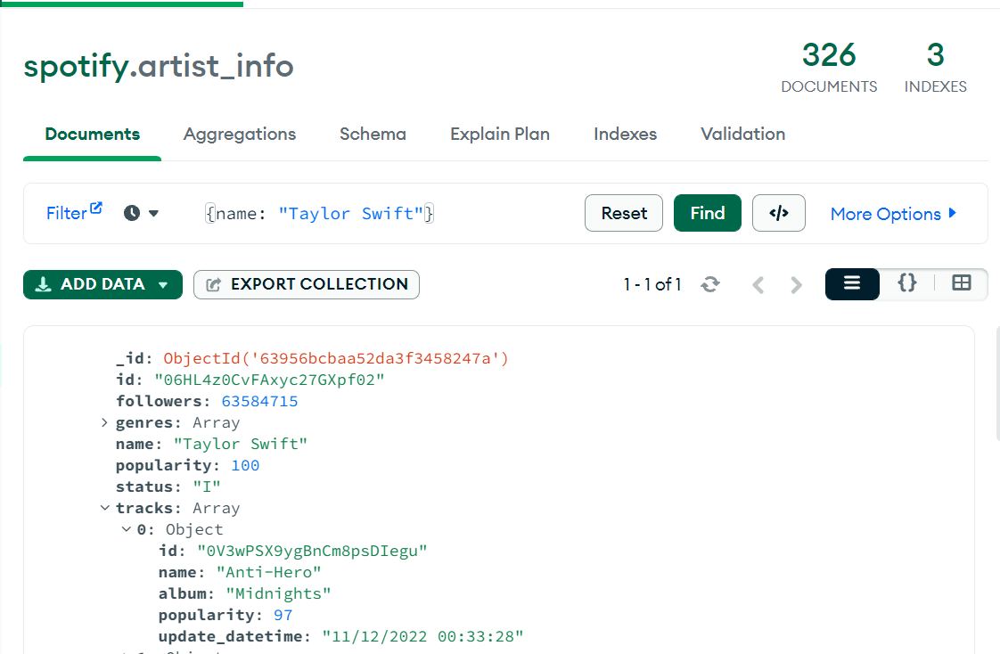 spotify.artist_info
326
DOCUMENTS
3
INDEXES
Documents Aggregations Schema Explain Plan Indexes Validation
Filter {name: "Taylor Swift"} Reset Find </> More Options
ADD DATA EXPORT COLLECTION 1 - 1 of 1 {}
_id: ObjectId('63956bcbaa52da3f3458247a')
id: "06HL4z0CvFAxyc27GXpf02"
followers: 63584715
genres: Array
name: "Taylor Swift"
popularity: 100
status: "I"
tracks: Array
0: Object
id: "0V3wPSX9ygBnCm8psDIegu"
name: "Anti-Hero"
album: "Midnights"
popularity: 97
update_datetime: "11/12/2022 00:33:28"